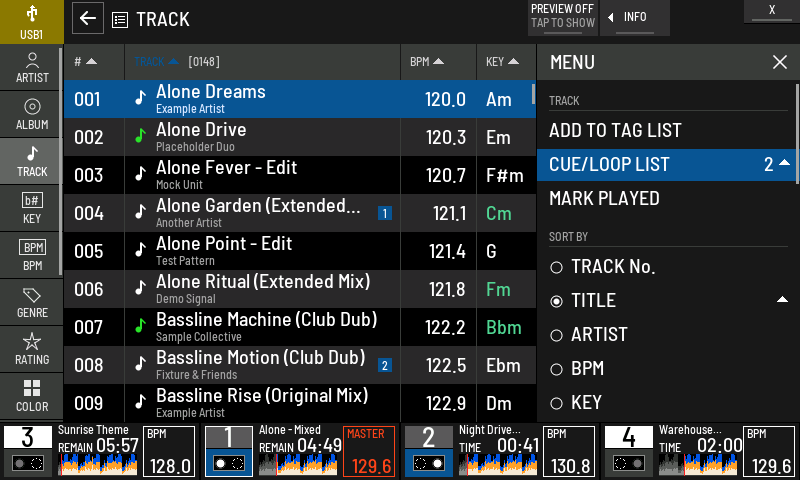 USB1
TRACK
PREVIEW OFF
TAP TO SHOW
INFO
X
ARTIST
ALBUM
TRACK
b#
KEY
BPM
BPM
GENRE
RATING
COLOR
# TRACK [0148] BPM KEY
001 Alone Dreams 120.0 Am
Example Artist
002 Alone Drive 120.3 Em
Placeholder Duo
003 Alone Fever - Edit 120.7 F#m
Mock Unit
004 Alone Garden (Extended... 1 121.1 Cm
Another Artist
005 Alone Point - Edit 121.4 G
Test Pattern
006 Alone Ritual (Extended Mix) 121.8 Fm
Demo Signal
007 Bassline Machine (Club Dub) 122.2 Bbm
Sample Collective
008 Bassline Motion (Club Dub) 2 122.5 Ebm
Fixture & Friends
009 Bassline Rise (Original Mix) 122.9 Dm
Example Artist
MENU
TRACK
ADD TO TAG LIST
CUE/LOOP LIST 2
MARK PLAYED
SORT BY
TRACK No.
TITLE
ARTIST
BPM
KEY
3 Sunrise Theme BPM
REMAIN 05:57
128.0
1 Alone - Mixed MASTER
REMAIN 04:49
129.6
2 Night Drive... BPM
TIME 00:41
130.8
4 Warehouse... BPM
TIME 02:00
129.6